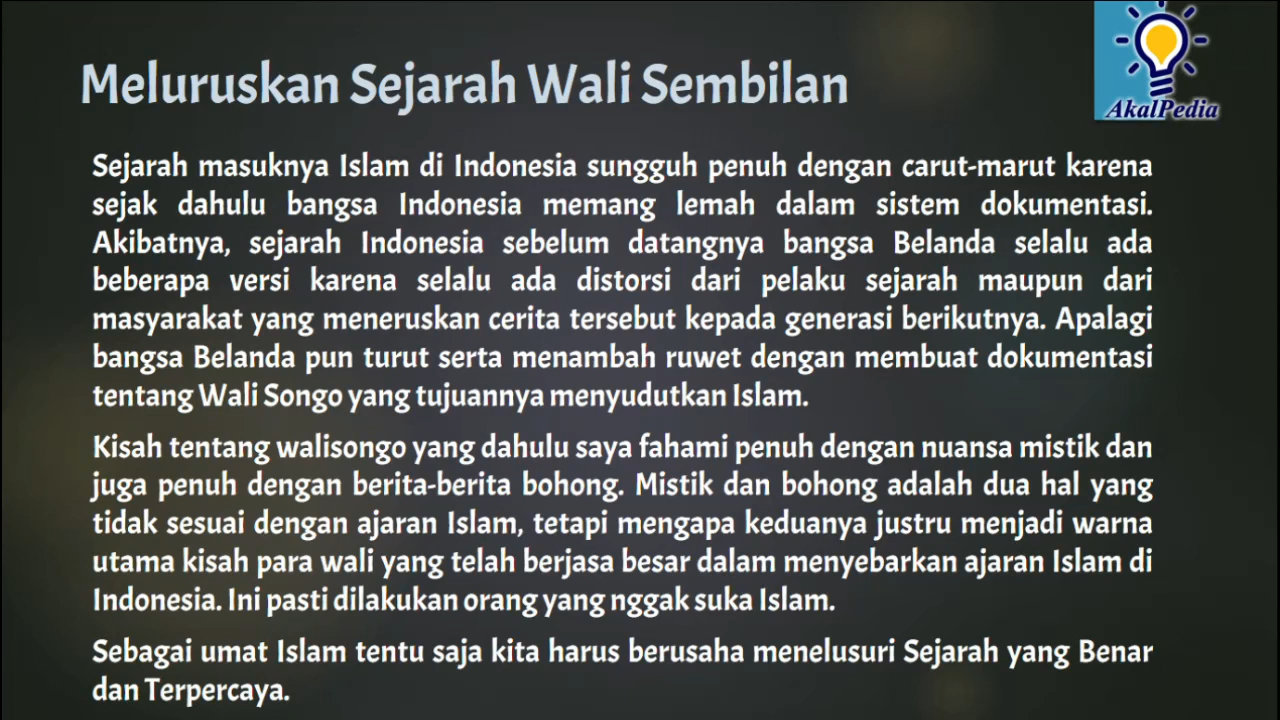 Meluruskan Sejarah Wali Sembilan
AkalPedia
Sejarah masuknya Islam di Indonesia sungguh penuh dengan carut-marut karena
sejak dahulu bangsa Indonesia memang lemah dalam sistem dokumentasi.
Akibatnya, sejarah Indonesia sebelum datangnya bangsa Belanda selalu ada
beberapa versi karena selalu ada distorsi dari pelaku sejarah maupun dari
masyarakat yang meneruskan cerita tersebut kepada generasi berikutnya. Apalagi
bangsa Belanda pun turut serta menambah ruwet dengan membuat dokumentasi
tentang Wali Songo yang tujuannya menyudutkan Islam.
Kisah tentang walisongo yang dahulu saya fahami penuh dengan nuansa mistik dan
juga penuh dengan berita-berita bohong. Mistik dan bohong adalah dua hal yang
tidak sesuai dengan ajaran Islam, tetapi mengapa keduanya justru menjadi warna
utama kisah para wali yang telah berjasa besar dalam menyebarkan ajaran Islam di
Indonesia. Ini pasti dilakukan orang yang nggak suka Islam.
Sebagai umat Islam tentu saja kita harus berusaha menelusuri Sejarah yang Benar
dan Terpercaya.